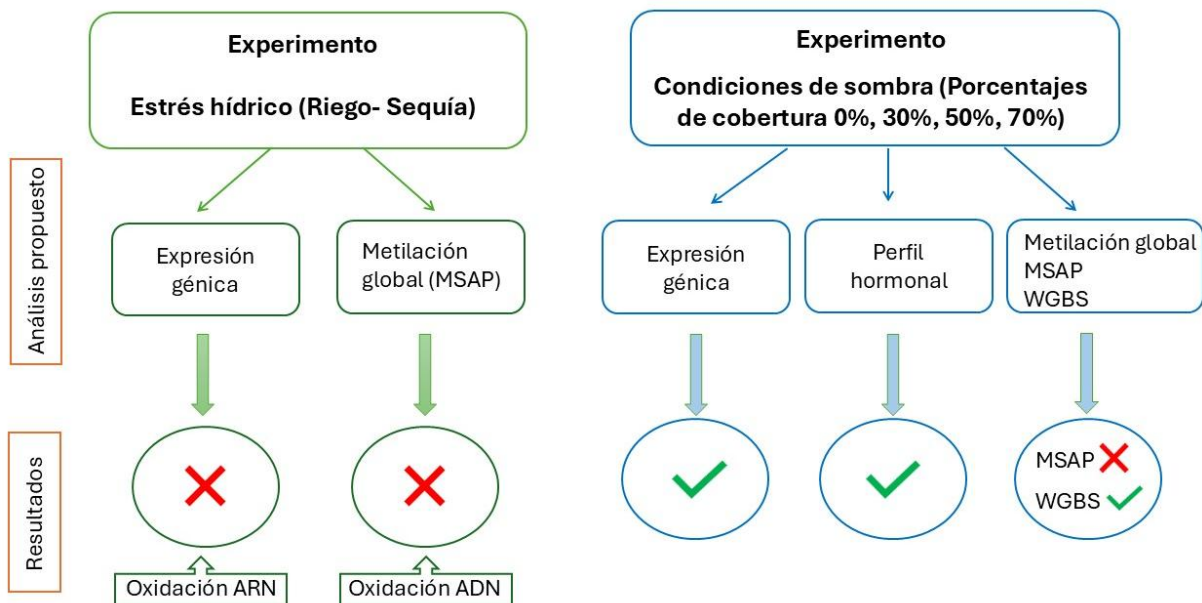 Experimento
Estrés hídrico (Riego- Sequía)
Experimento
Condiciones de sombra (Porcentajes
de cobertura 0%, 30%, 50%, 70%)
Análisis propuesto
Expresión
génica
Metilación
global (MSAP)
Expresión
génica
Perfil
hormonal
Metilación global
MSAP
WGBS
Resultados
MSAP
WGBS
Oxidación ARN
Oxidación ADN